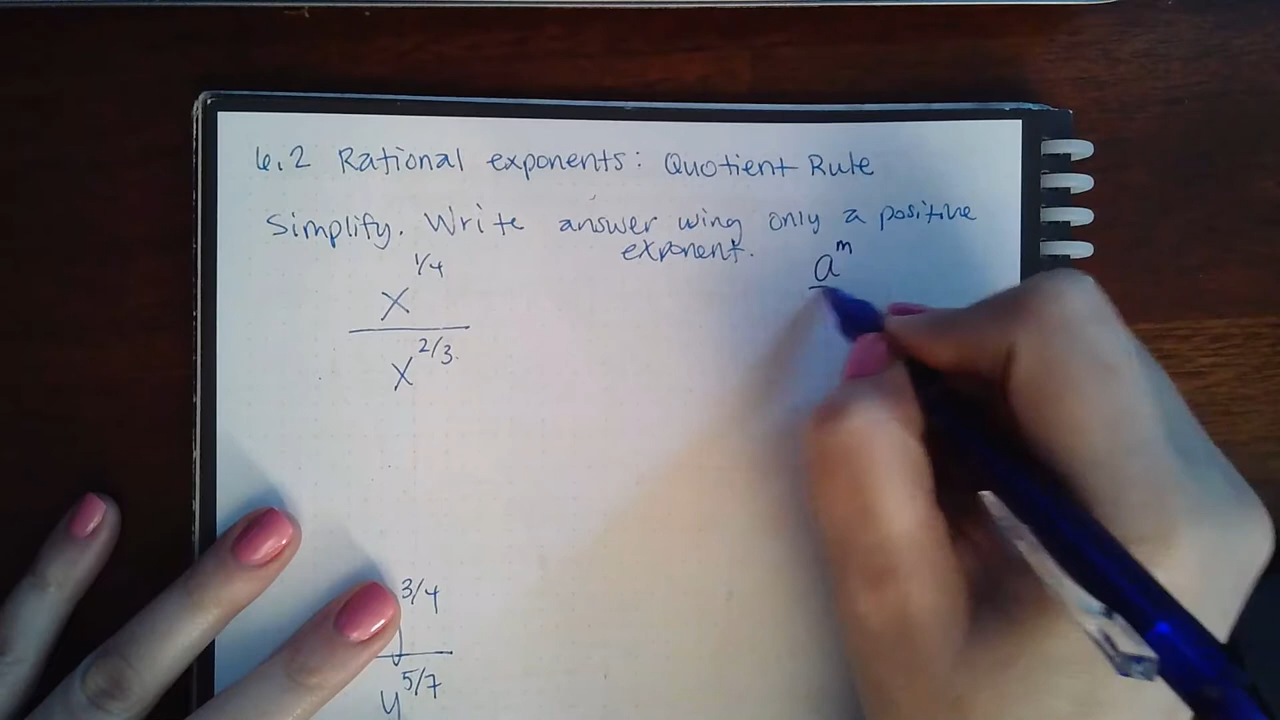 6.2 Rational exponents: Quotient Rule
Simplify. Write answer using only a positive
exponent.
x^1/4
x^2/3
a^m
3/4
y^5/7